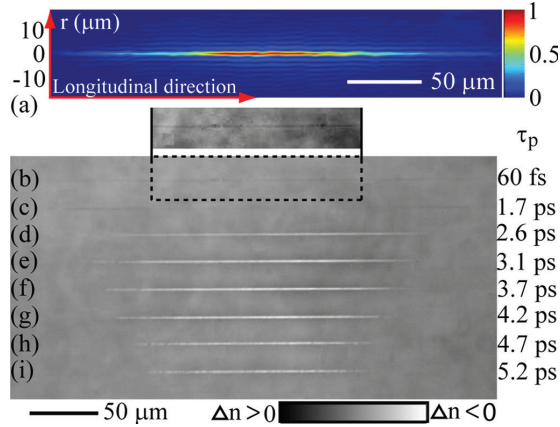 10
0
-10
r (μm)
Longitudinal direction
50 μm
1
0.5
0
(a)
τp
(b) 60 fs
(c) 1.7 ps
(d) 2.6 ps
(e) 3.1 ps
(f) 3.7 ps
(g) 4.2 ps
(h) 4.7 ps
(i) 5.2 ps
50 μm Δn > 0 Δn < 0